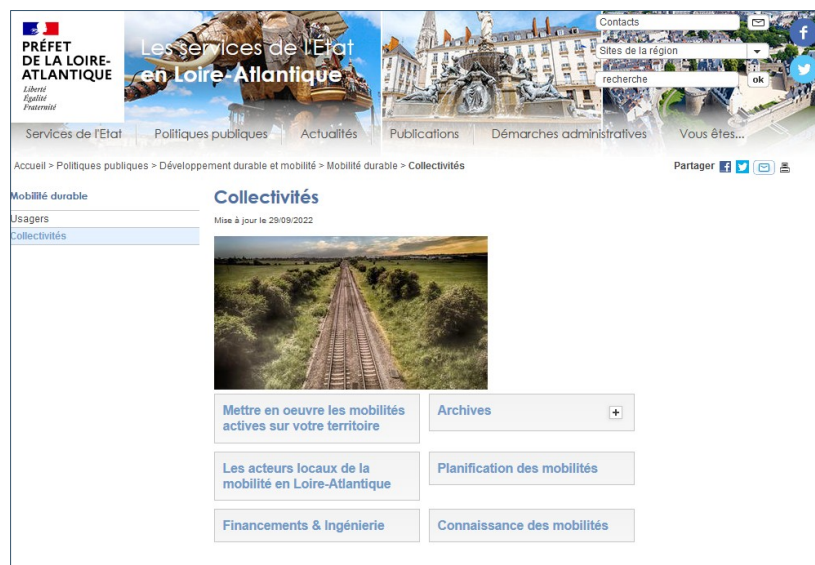 PRÉFET
DE LA LOIRE-
ATLANTIQUE
Liberté
Égalité
Fraternité
Les services de l'État
en Loire-Atlantique
Contacts
Sites de la région
recherche
ok
Services de l'Etat
Politiques publiques
Actualités
Publications
Démarches administratives
Vous êtes...
Accueil > Politiques publiques > Développement durable et mobilité > Mobilité durable > Collectivités
Partager
Mobilité durable
Usagers
Collectivités
Collectivités
Mise à jour le 29/09/2022
Mettre en oeuvre les mobilités
actives sur votre territoire
Archives
+
Les acteurs locaux de la
mobilité en Loire-Atlantique
Planification des mobilités
Financements & Ingénierie
Connaissance des mobilités